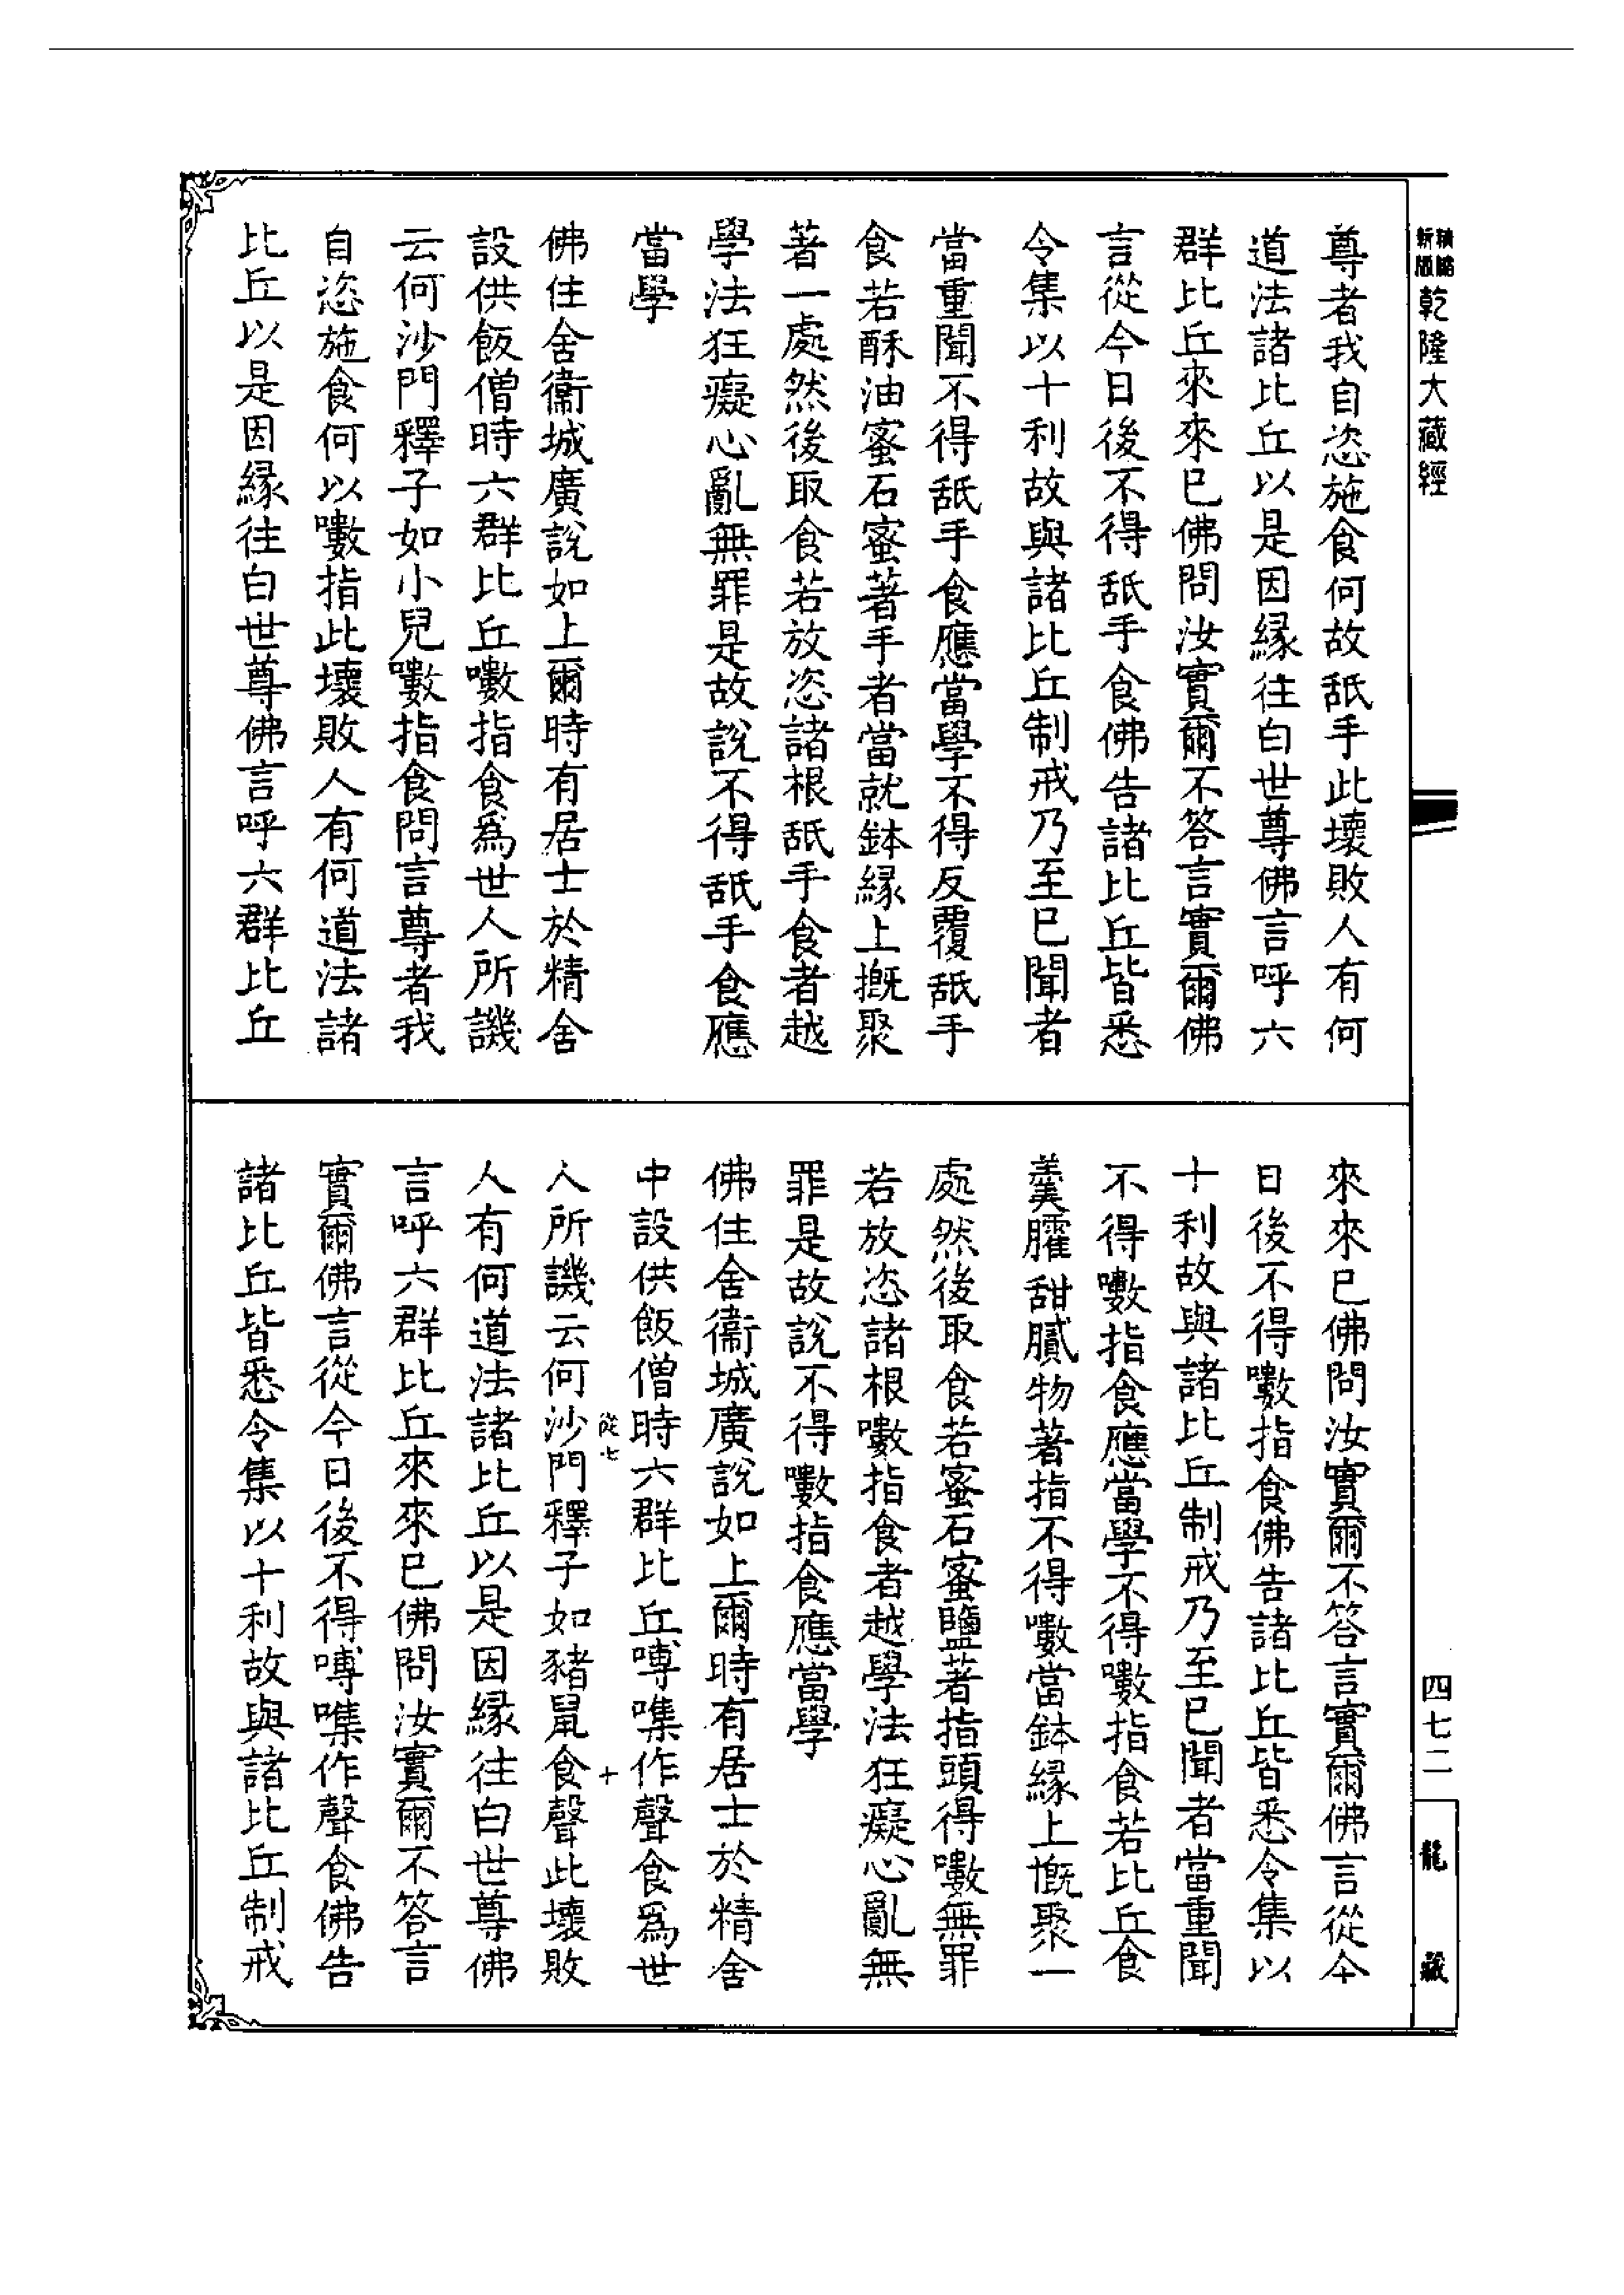 乾隆大藏經
尊者我自恣施食何故舐手此壞敗人有何
道法諸比丘以是因緣往白世尊佛言呼六
群比丘來來已佛問汝實爾不答言實爾佛
言從今日後不得舐手食佛告諸比丘皆悉
令集以十利故與諸比丘制戒乃至已聞者
當重聞不得舐手食應當學不得反覆舐手
食若酥油蜜石蜜著手者當就鉢緣上摡聚
著一處然後取食若放恣諸根舐手食者越
學法狂癡心亂無罪是故說不得舐手食應
當學
佛住舍衞城廣說如上爾時有居士於精舍
設供飯僧時六群比丘嗽指食爲世人所譏
云何沙門釋子如小兒嗽指食問言尊者我
自恣施食何以嗽指此壞敗人有何道法諸
比丘以是因緣往白世尊佛言呼六群比丘
來來已佛問汝實爾不答言實爾佛言從今
日後不得嗽指食佛告諸比丘皆悉令集以
十利故與諸比丘制戒乃至已聞者當重聞
不得嗽指食應當學不得嗽指食若比丘食
羹臛甜膩物著指不得嗽當鉢緣上慨聚一
處然後取食若蜜石蜜鹽著指頭得嗽無罪
若放恣諸根嗽指食者越學法狂癡心亂無
罪是故說不得嗽指食應當學
佛住舍衞城廣說如上爾時有居士於精舍
中設供飯僧時六群比丘嚩㗱作聲食爲世
從七 十
人所譏云何沙門釋子如豬鼠食聲此壞敗
人有何道法諸比丘以是因緣往白世尊佛
言呼六群比丘來來已佛問汝實爾不答言
實爾佛言從今日後不得嚩㗱作聲食佛告
諸比丘皆悉令集以十利故與諸比丘制戒
四七二
龍藏